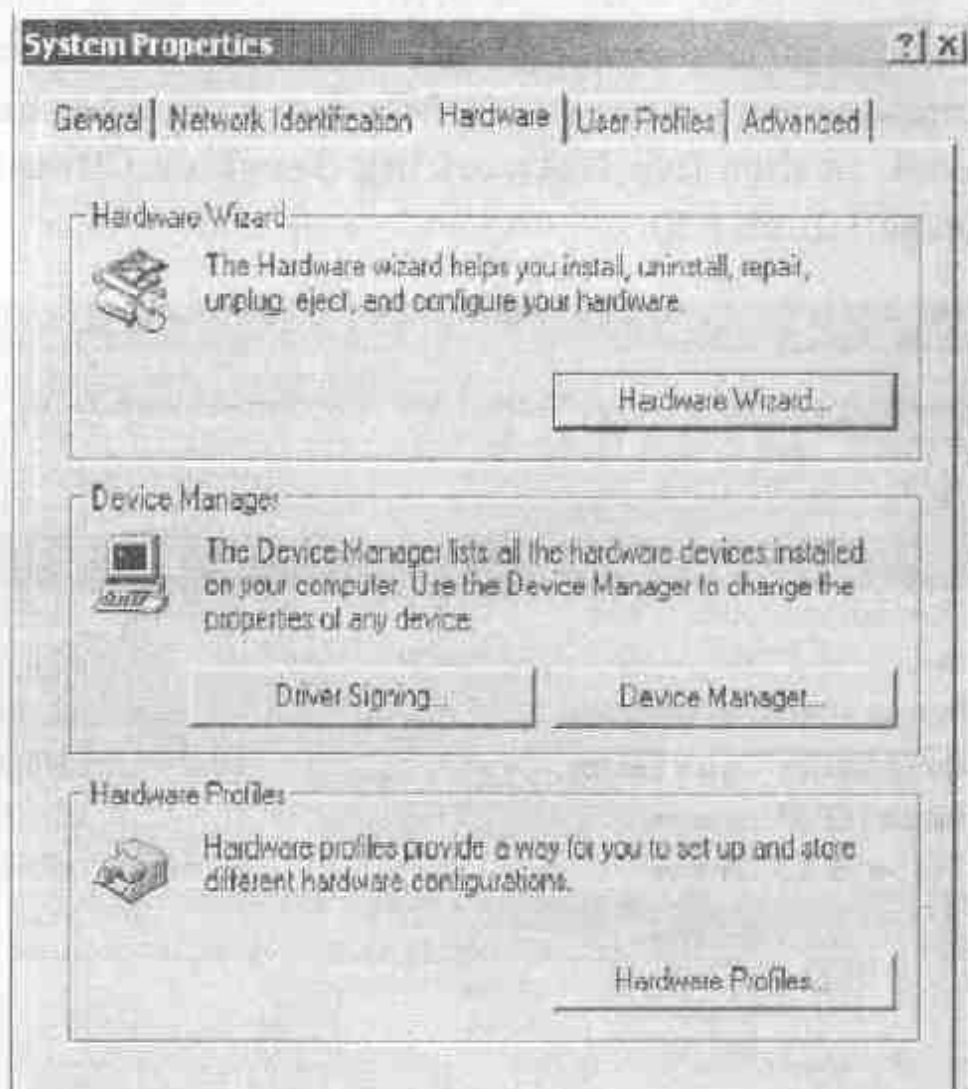 System Properties
General Network Identification Hardware User Profiles Advanced
Hardware Wizard
The Hardware wizard helps you install, uninstall, repair,
unplug, eject, and configure your hardware.
Hardware Wizard...
Device Manager
The Device Manager lists all the hardware devices installed
on your computer. Use the Device Manager to change the
properties of any device.
Driver Signing... Device Manager...
Hardware Profiles
Hardware profiles provide a way for you to set up and store
different hardware configurations.
Hardware Profiles...